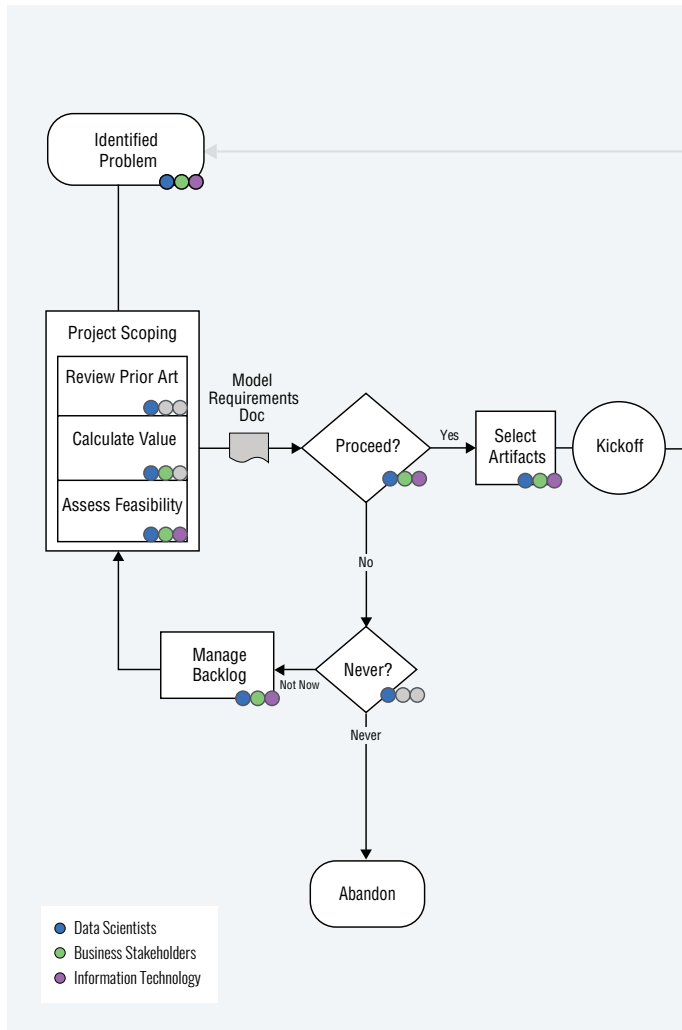 Identified
Problem
Project Scoping
Review Prior Art
Calculate Value
Assess Feasibility
Model
Requirements
Doc
Proceed?
Yes
Select
Artifacts
Kickoff
No
Manage
Backlog
Not Now
Never?
Never
Abandon
Data Scientists
Business Stakeholders
Information Technology